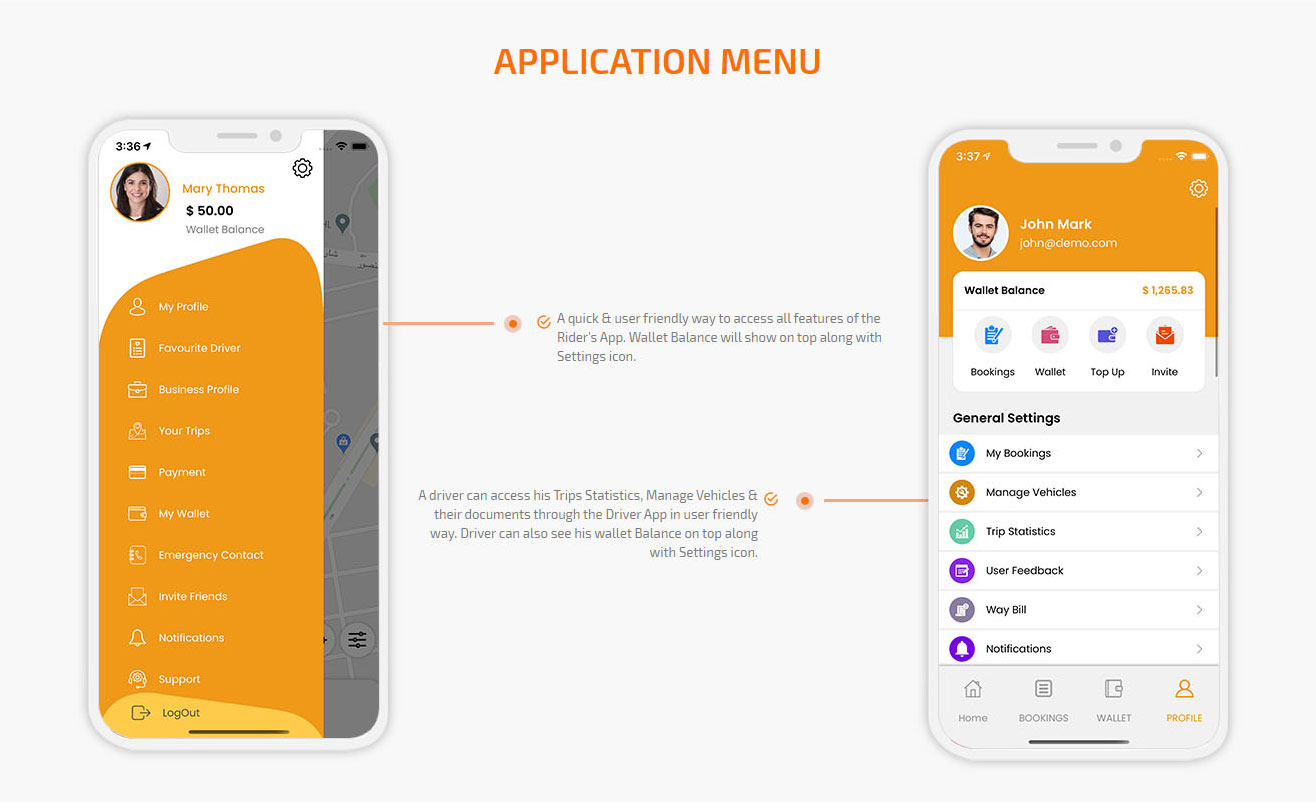 APPLICATION MENU
3:36
Mary Thomas
$ 50.00
Wallet Balance
My Profile
Favourite Driver
Business Profile
Your Trips
Payment
My Wallet
Emergency Contact
Invite Friends
Notifications
Support
LogOut
A quick & user friendly way to access all features of the
Rider's App. Wallet Balance will show on top along with
Settings icon.
A driver can access his Trips Statistics, Manage Vehicles &
their documents through the Driver App in user friendly
way. Driver can also see his wallet Balance on top along
with Settings icon.
3:37
John Mark
john@demo.com
Wallet Balance $ 1,265.83
Bookings Wallet Top Up Invite
General Settings
My Bookings
Manage Vehicles
Trip Statistics
User Feedback
Way Bill
Notifications
Home BOOKINGS WALLET PROFILE